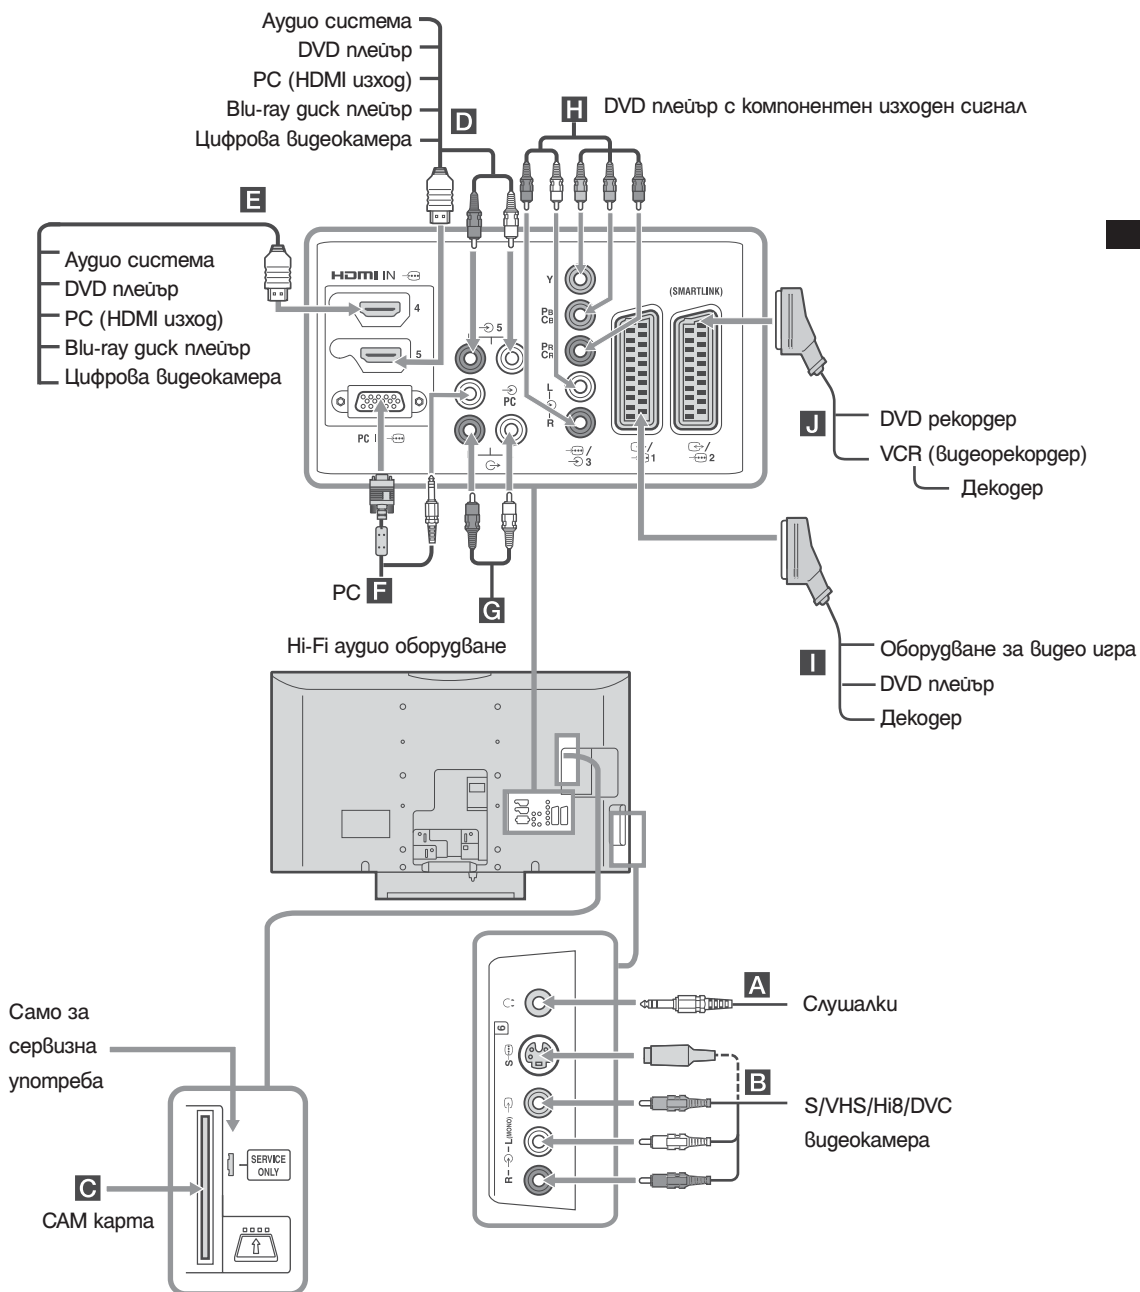 Аудио система
DVD плейър
PC (HDMI изход)
Blu-ray диск плейър
Цифрова видеокамера
D
H
DVD плейър с компонентен изходен сигнал
E
Аудио система
DVD плейър
PC (HDMI изход)
Blu-ray диск плейър
Цифрова видеокамера
HDMI IN
4
5
5
PC
PC
Y
PB
CB
PR
CR
L
R
3
1
2
(SMARTLINK)
J
DVD рекордер
VCR (видеорекордер)
Декодер
PC F
G
Hi-Fi аудио оборудване
I
Оборудване за видео игра
DVD плейър
Декодер
A
Слушалки
6
S
B
S/VHS/Hi8/DVC
видеокамера
L(MONO)
R
Само за
сервизна
употреба
SERVICE
ONLY
C
CAM карта